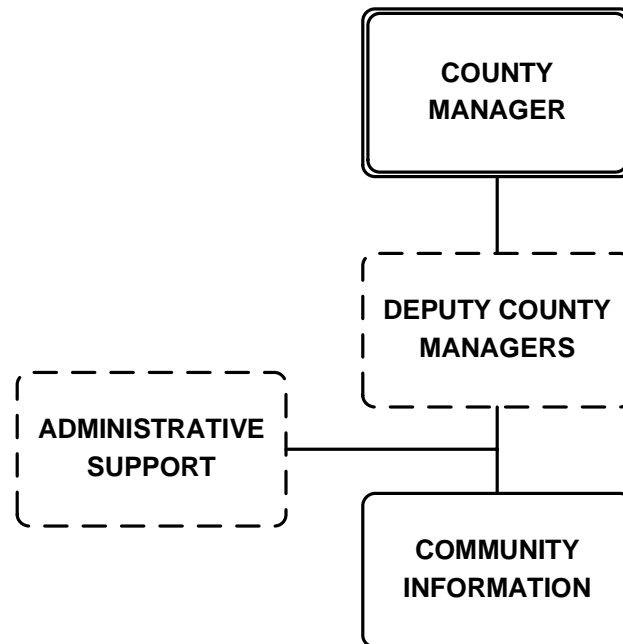 COUNTY
MANAGER
DEPUTY COUNTY
MANAGERS
ADMINISTRATIVE
SUPPORT
COMMUNITY
INFORMATION